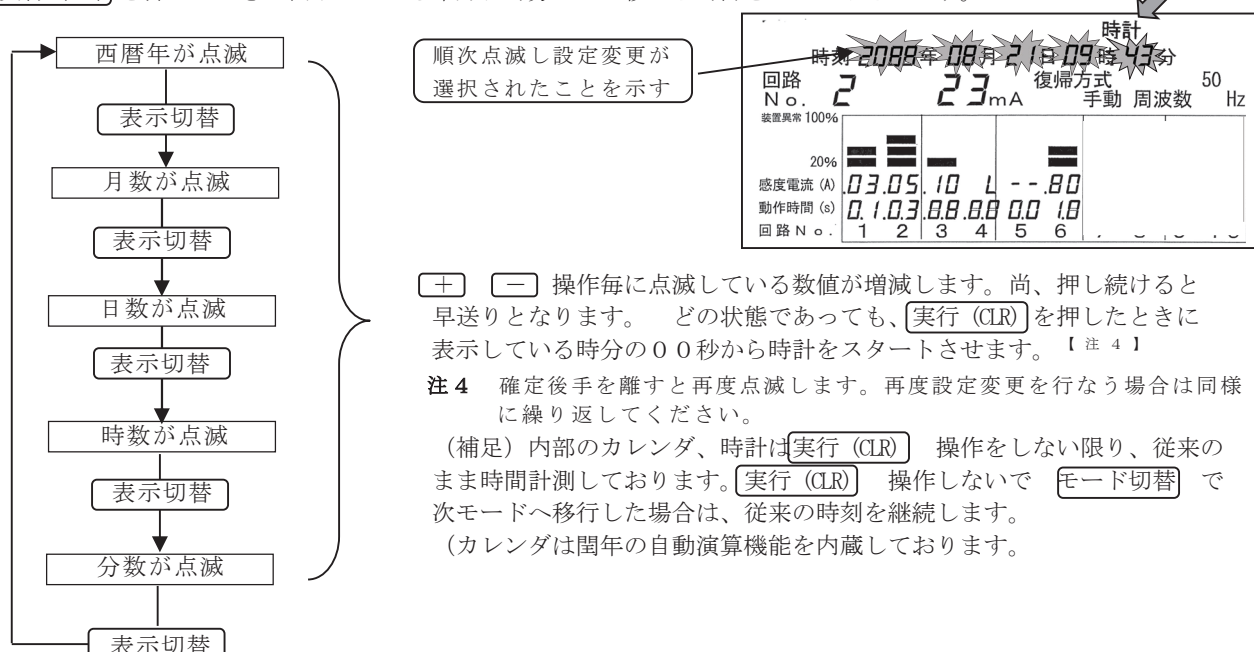 西暦年が点滅
表示切替
月数が点滅
表示切替
日数が点滅
表示切替
時数が点滅
表示切替
分数が点滅
表示切替
順次点滅し設定変更が
選択されたことを示す
時計
時刻 2088年 08月 21日 09時 43分
回路 復帰方式 50
No. 2 23mA 手動 周波数 Hz
装置異常 100%
20%
感度電流 (A) .03 .05 .10 L -- .80
動作時間 (s) 0.1 0.3
回路No. 1 2 3 4 5 6
+ - 操作毎に点滅している数値が増減します。尚、押し続けると
早送りとなります。 どの状態であっても、実行 (CLR) を押したときに
表示している時分の00秒から時計をスタートさせます。【注 4】
注4 確定後手を離すと再度点滅します。再度設定変更を行なう場合は同様
に繰り返してください。
(補足)内部のカレンダ、時計は実行 (CLR) 操作をしない限り、従来の
まま時間計測しております。実行 (CLR) 操作しないで モード切替 で
次モードへ移行した場合は、従来の時刻を継続します。
(カレンダは閏年の自動演算機能を内蔵しております。